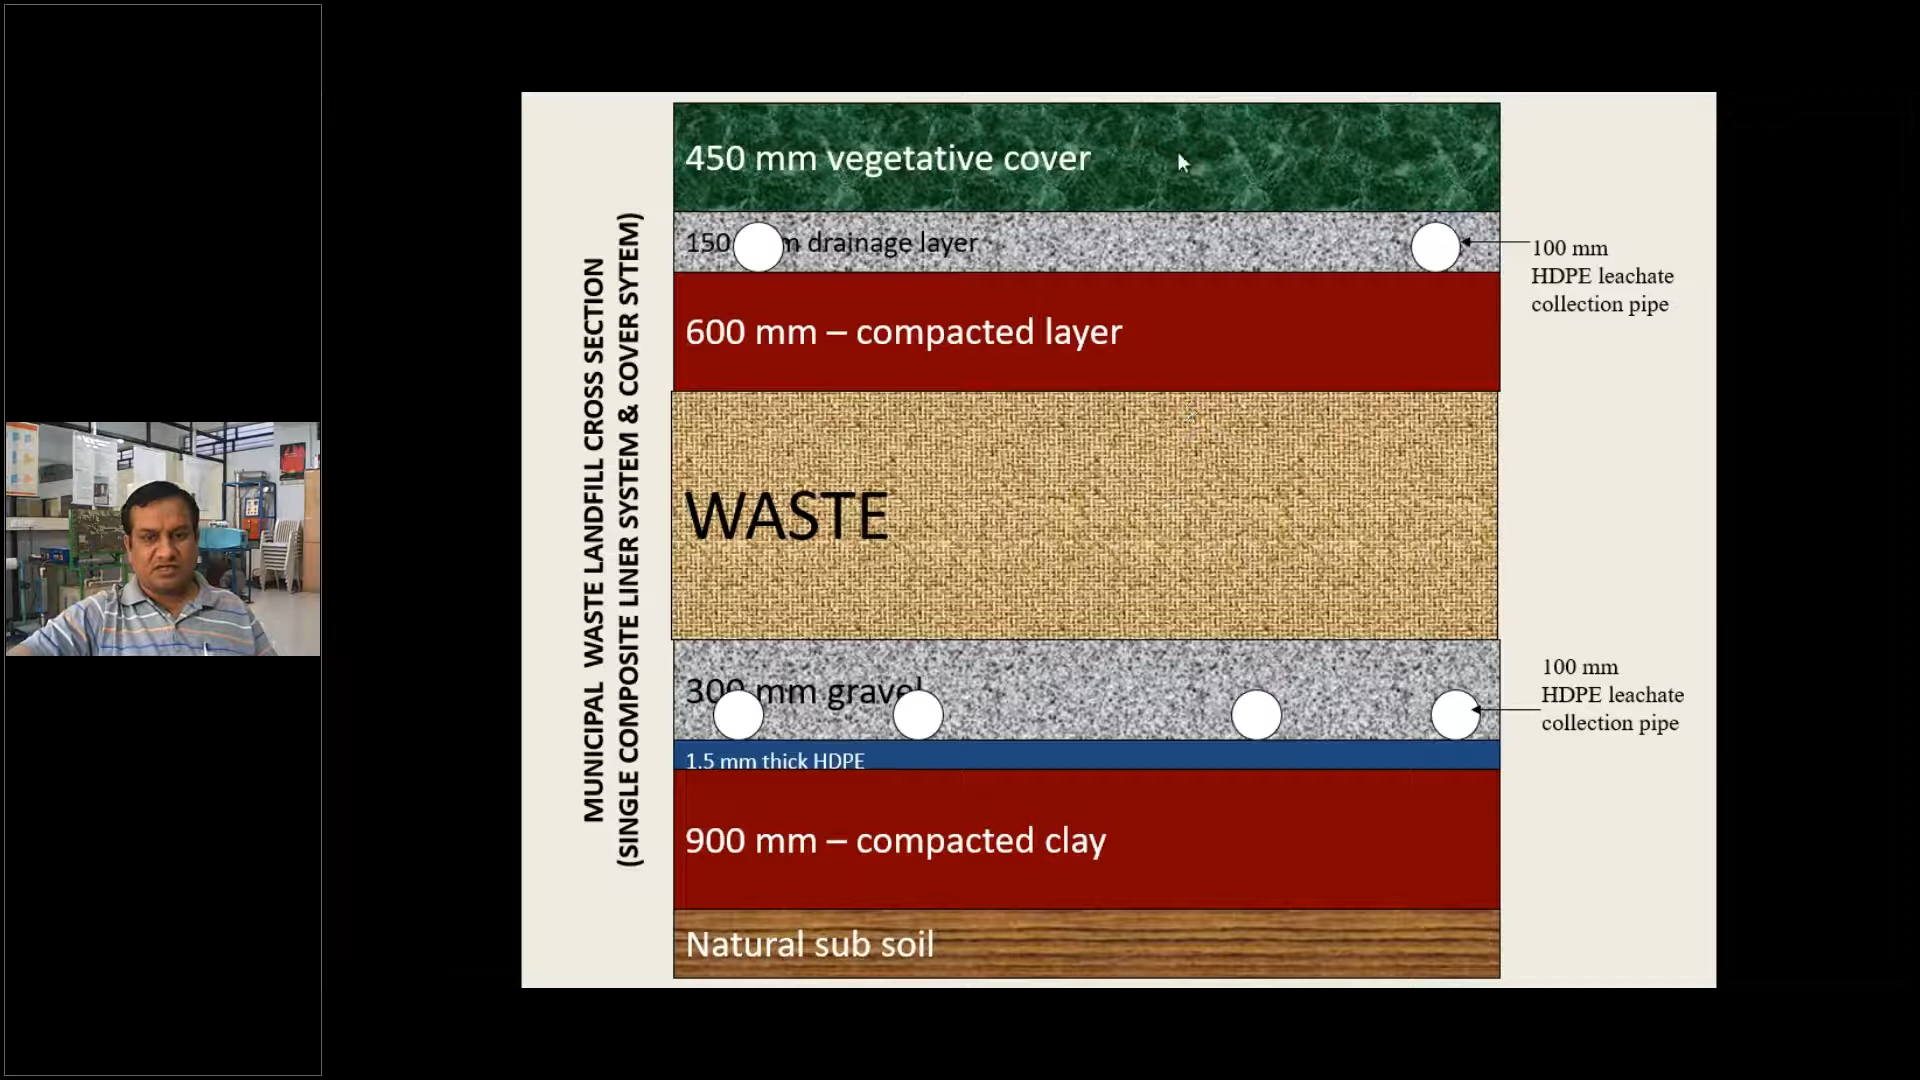 MUNICIPAL WASTE LANDFILL CROSS SECTION
(SINGLE COMPOSITE LINER SYSTEM & COVER SYTEM)
450 mm vegetative cover
150 m drainage layer
100 mm
HDPE leachate
collection pipe
600 mm – compacted layer
WASTE
300 mm gravel
100 mm
HDPE leachate
collection pipe
1.5 mm thick HDPE
900 mm – compacted clay
Natural sub soil